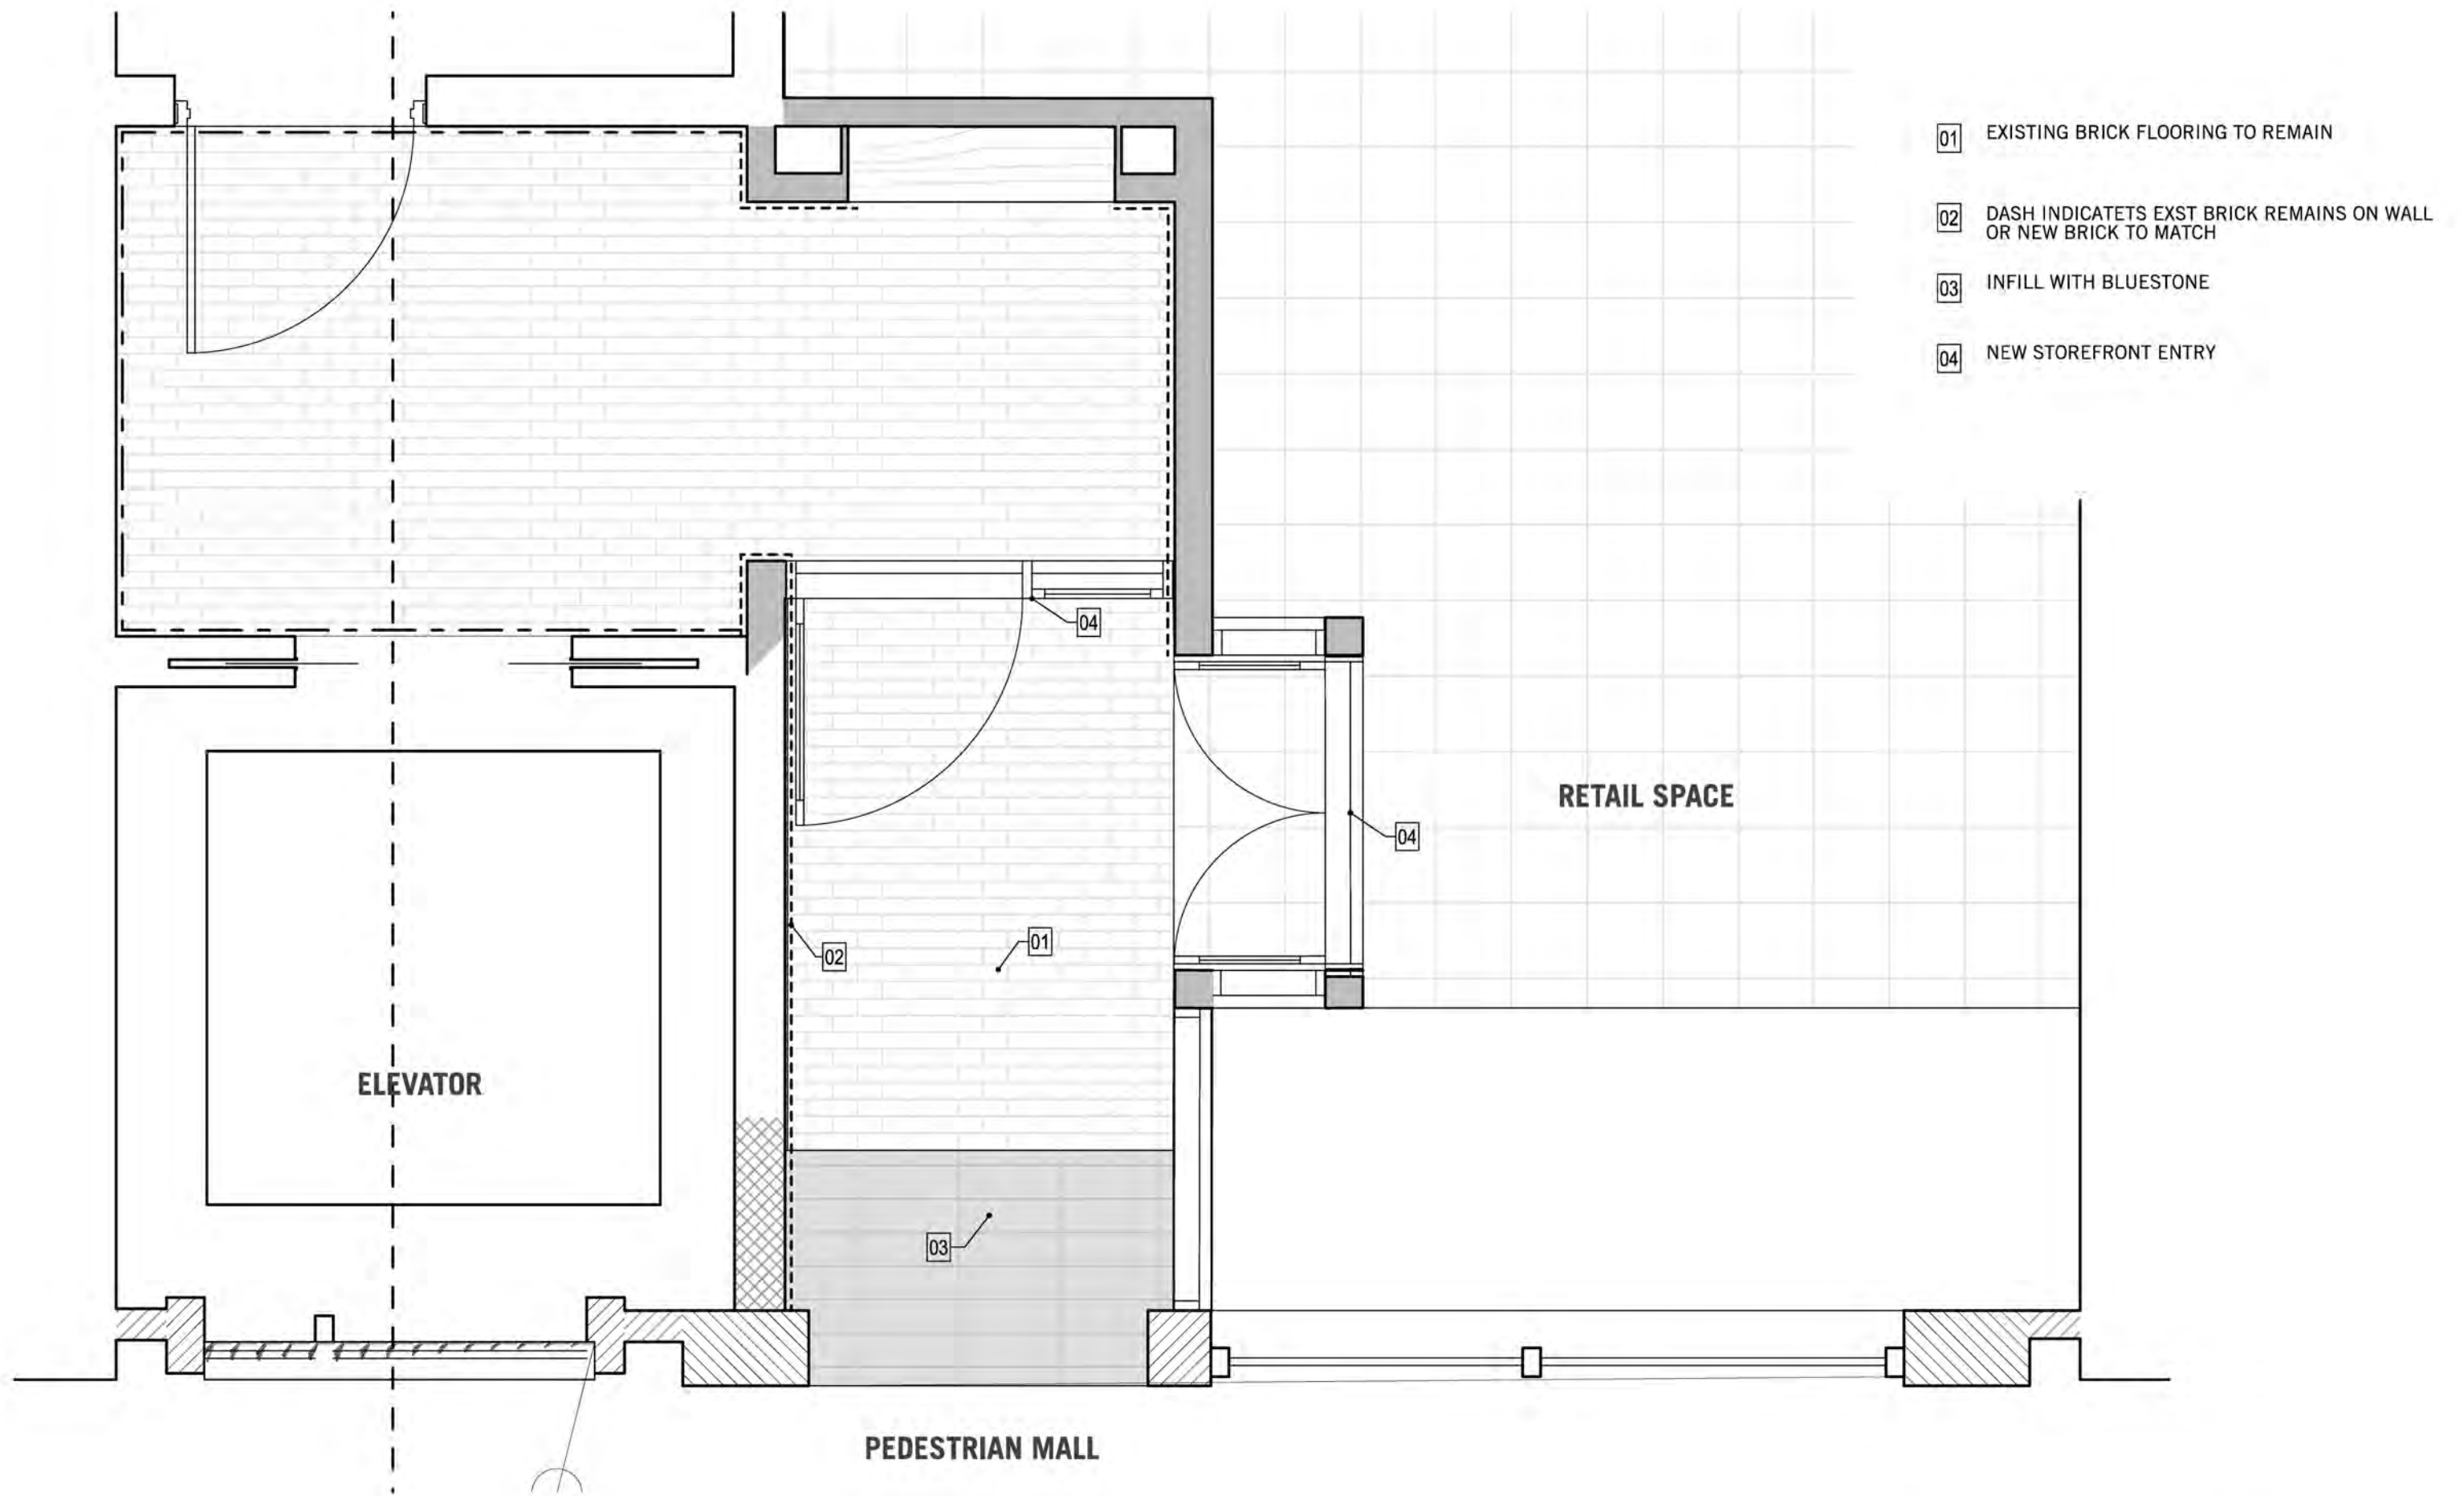 01 EXISTING BRICK FLOORING TO REMAIN
02 DASH INDICATETS EXST BRICK REMAINS ON WALL
OR NEW BRICK TO MATCH
03 INFILL WITH BLUESTONE
04 NEW STOREFRONT ENTRY
04
RETAIL SPACE
04
01
02
ELEVATOR
03
PEDESTRIAN MALL